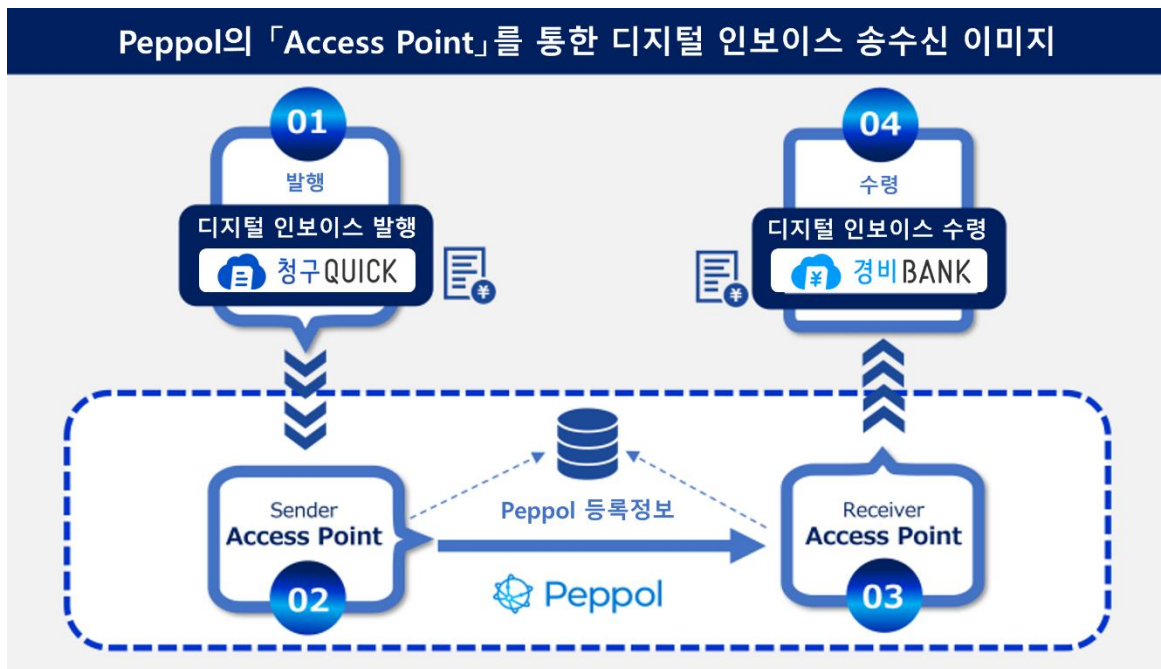 Peppol의 「Access Point」를 통한 디지털 인보이스 송수신 이미지
01
발행
디지털 인보이스 발행
청구QUICK
¥
04
수령
디지털 인보이스 수령
¥
경비BANK
¥
Peppol 등록정보
Sender
Access Point
02
Peppol
Receiver
Access Point
03